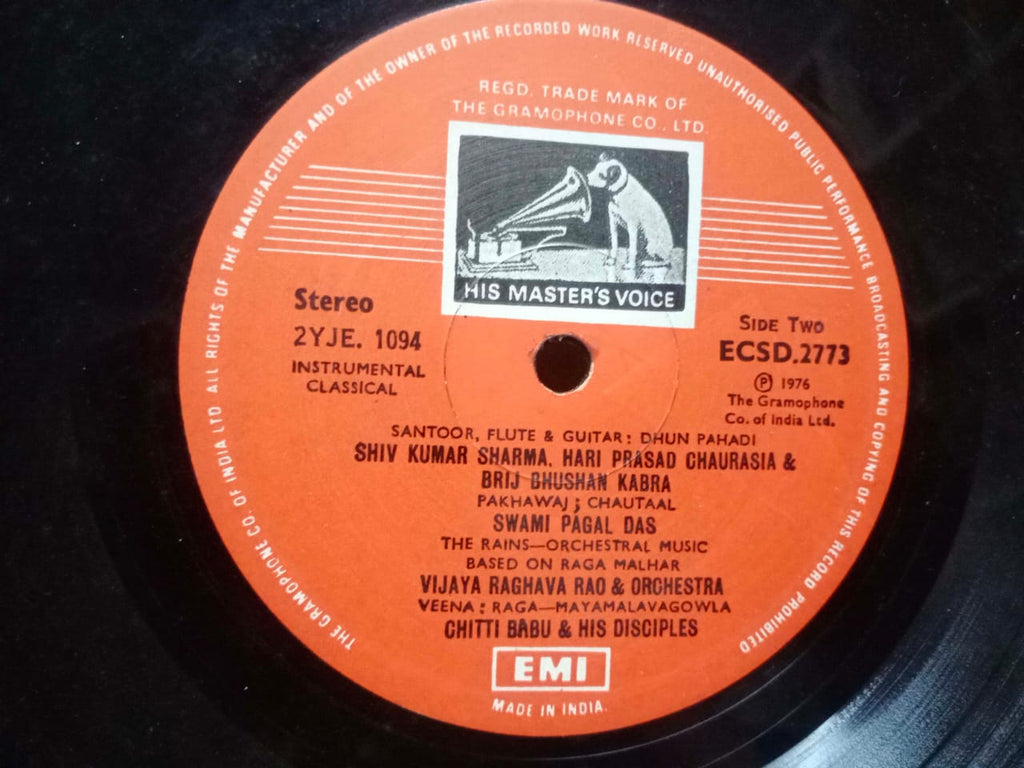 THE GRAMOPHONE CO. OF INDIA LTD ALL RIGHTS OF THE MANUFACTURER AND OF THE OWNER OF THE RECORDED WORK RESERVED UNAUTHORISED PUBLIC PERFORMANCE BROADCASTING AND COPYING OF THIS RECORD PROHIBITED
REGD. TRADE MARK OF
THE GRAMOPHONE CO., LTD.
HIS MASTER'S VOICE
Stereo
2YJE. 1094
INSTRUMENTAL
CLASSICAL
SIDE TWO
ECSD.2773
Ⓟ 1976
The Gramophone
Co. of India Ltd.
SANTOOR, FLUTE & GUITAR: DHUN PAHADI
SHIV KUMAR SHARMA, HARI PRASAD CHAURASIA &
BRIJ BHUSHAN KABRA
PAKHAWAJ; CHAUTAAL
SWAMI PAGAL DAS
THE RAINS—ORCHESTRAL MUSIC
BASED ON RAGA MALHAR
VIJAYA RAGHAVA RAO & ORCHESTRA
VEENA: RAGA—MAYAMALAVAGOWLA
CHITTI BABU & HIS DISCIPLES
EMI
MADE IN INDIA.